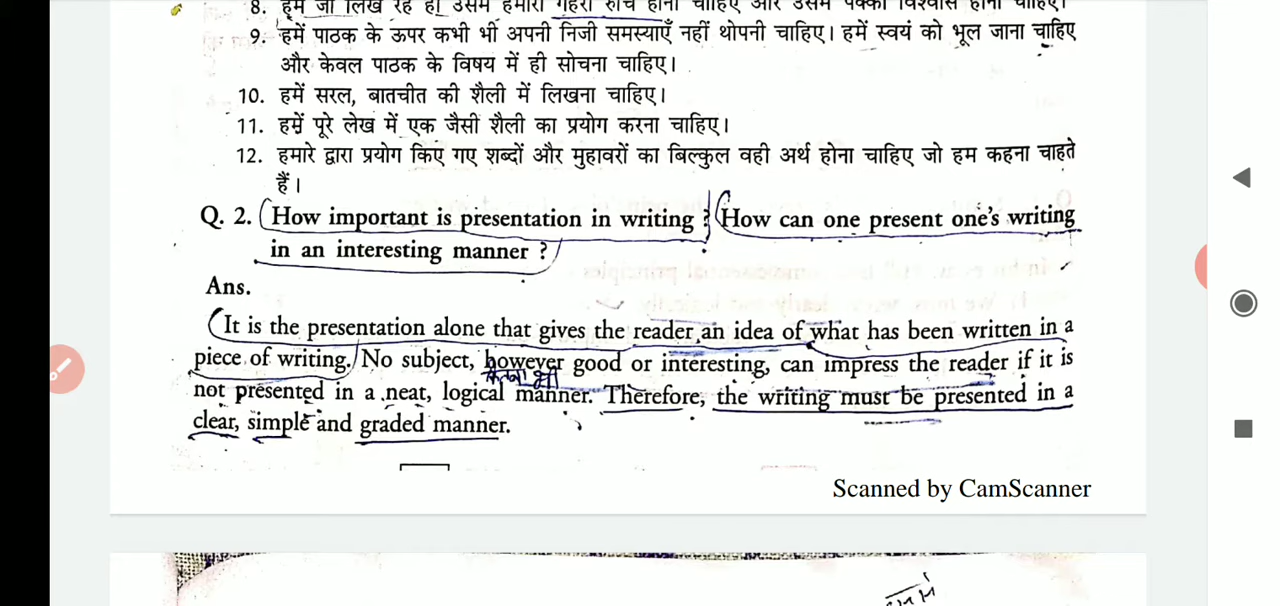 8. हम जो लिख रहे हों उसमें हमारी गहरी रुचि होनी चाहिए और उसमें पक्का विश्वास होना चाहिए।
9. हमें पाठक के ऊपर कभी भी अपनी निजी समस्याएँ नहीं थोपनी चाहिए। हमें स्वयं को भूल जाना चाहिए
और केवल पाठक के विषय में ही सोचना चाहिए।
10. हमें सरल, बातचीत की शैली में लिखना चाहिए।
11. हमें पूरे लेख में एक जैसी शैली का प्रयोग करना चाहिए।
12. हमारे द्वारा प्रयोग किए गए शब्दों और मुहावरों का बिल्कुल वही अर्थ होना चाहिए जो हम कहना चाहते
हैं।
Q. 2. How important is presentation in writing ? How can one present one's writing
in an interesting manner ?
Ans.
It is the presentation alone that gives the reader an idea of what has been written in a
piece of writing. No subject, however good or interesting, can impress the reader if it is
कितना भी
not presented in a neat, logical manner. Therefore, the writing must be presented in a
clear, simple and graded manner.
Scanned by CamScanner